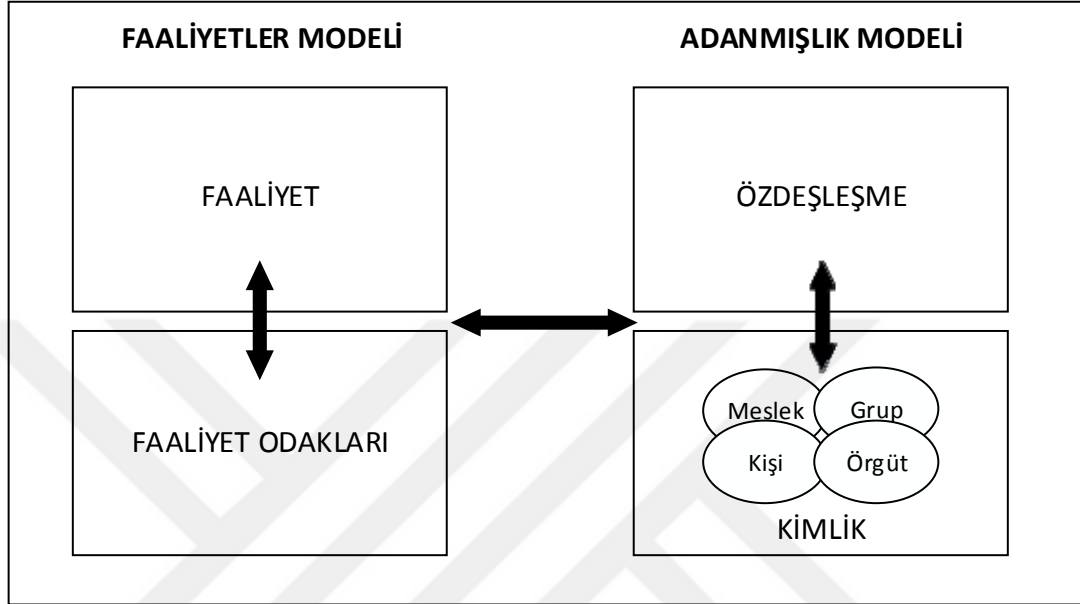 FAALİYETLER MODELİ
ADANMIŞLIK MODELİ
FAALİYET
ÖZDEŞLEŞME
FAALİYET ODAKLARI
Meslek
Grup
Kişi
Örgüt
KİMLİK